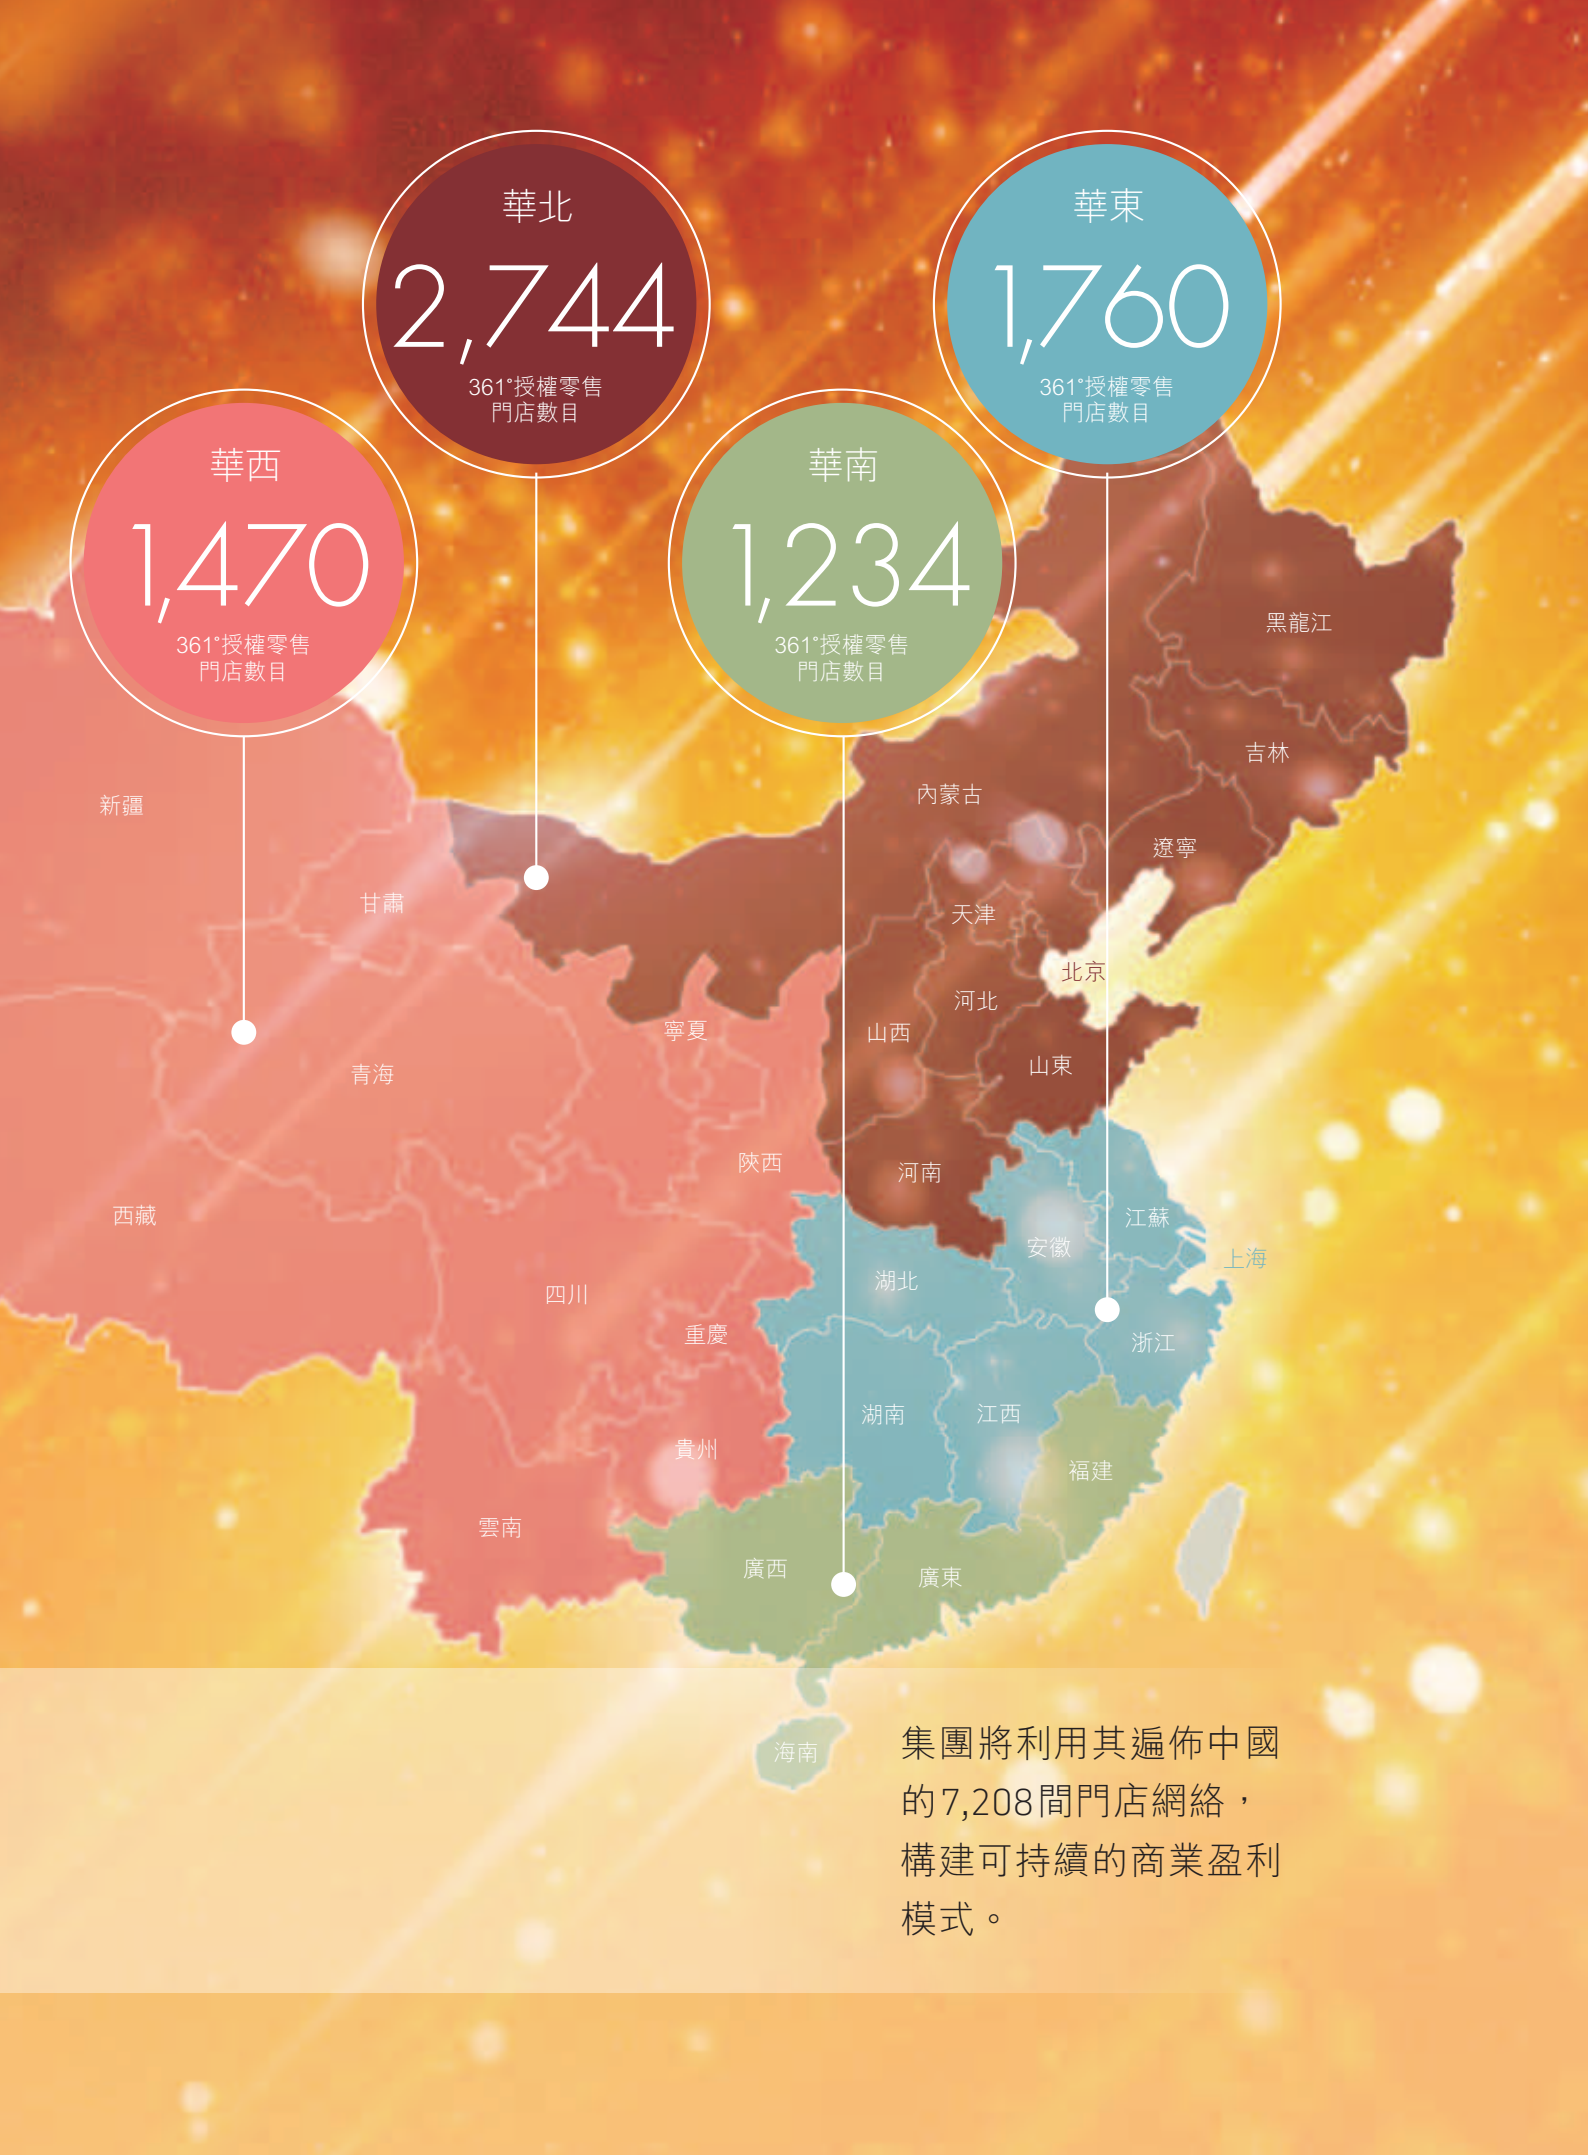 華北
2,744
361°授權零售
門店數目
華東
1,760
361°授權零售
門店數目
華西
1,470
361°授權零售
門店數目
華南
1,234
361°授權零售
門店數目
黑龍江
吉林
內蒙古
新疆
遼寧
甘肅
天津
北京
河北
寧夏
山西
山東
青海
陝西
河南
西藏
江蘇
安徽
上海
湖北
四川
重慶
浙江
湖南
江西
貴州
福建
雲南
廣西
廣東
海南
集團將利用其遍佈中國
的7,208間門店網絡，
構建可持續的商業盈利
模式。